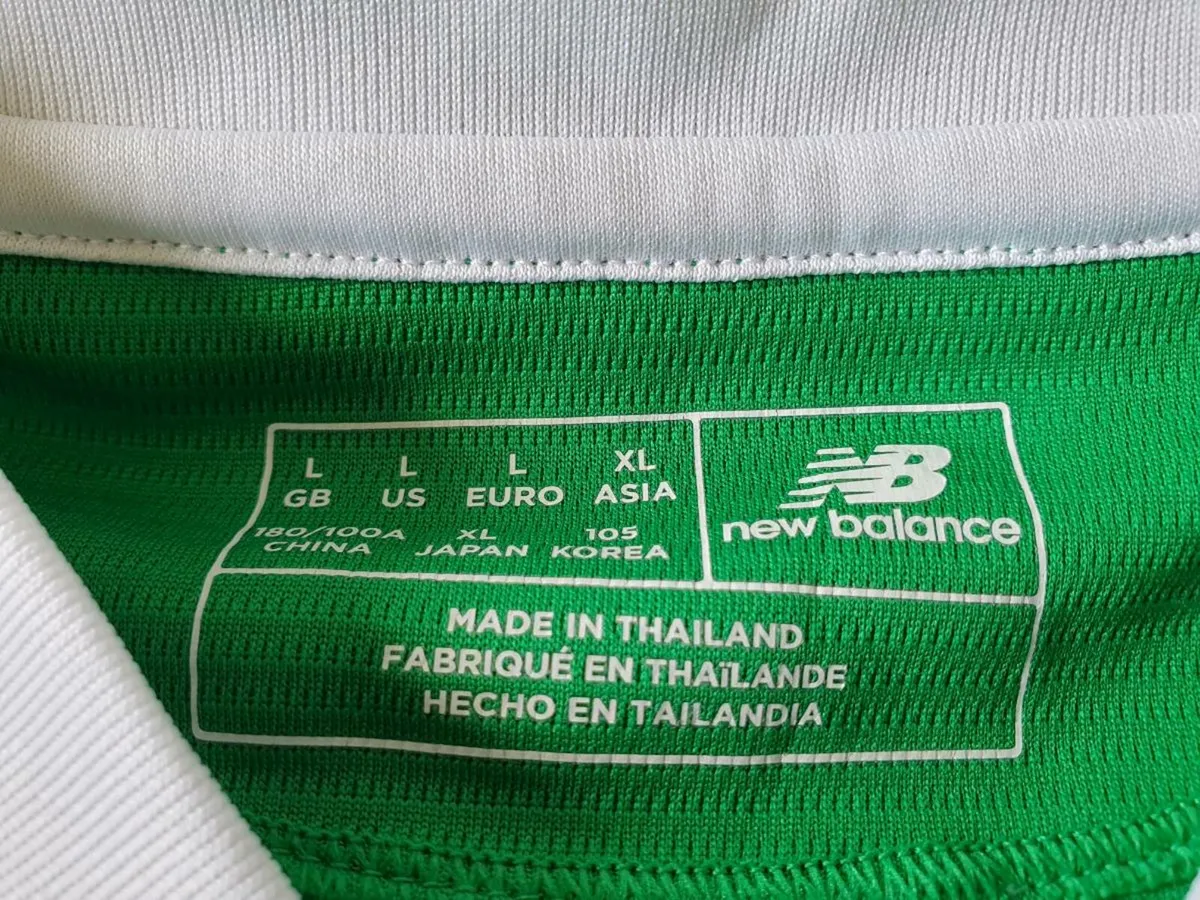 L L L XL
GB US EURO ASIA
180/100A XL 105
CHINA JAPAN KOREA
NB
new balance
MADE IN THAILAND
FABRIQUÉ EN THAÏLANDE
HECHO EN TAILANDIA